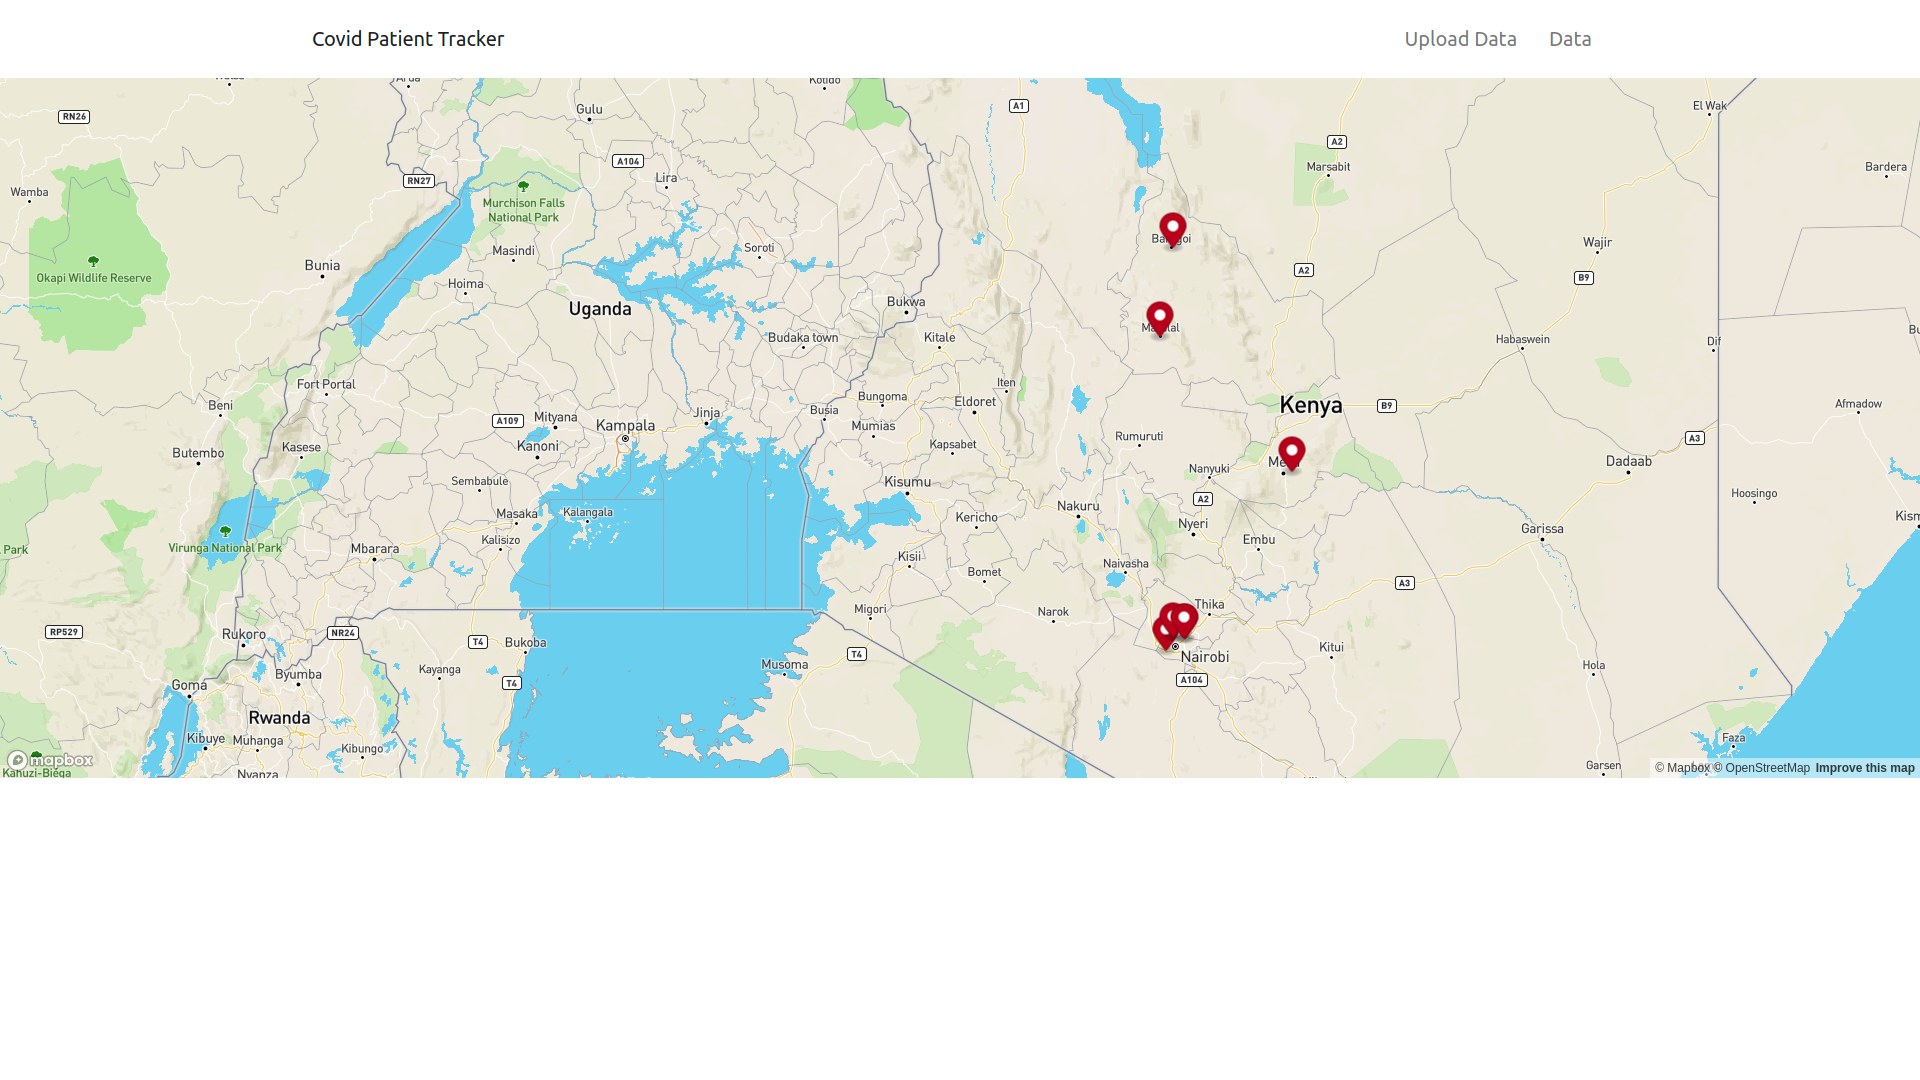 Covid Patient Tracker
Upload Data
Data
Kotido
RN26
Gulu
A1
El Wak
A2
A104
Marsabit
Bardera
RN27
Lira
Wamba
Murchison Falls
National Park
Masindi
Soroti
Wajir
Bunia
Okapi Wildlife Reserve
A2
B9
Hoima
Uganda
Bukwa
Budaka town
Kitale
Habaswein
Dif
Fort Portal
Iten
Bungoma
Eldoret
Kenya
B9
Afmadow
Beni
A109
Mityana
Jinja
Busia
Kampala
Mumias
Rumuruti
A3
Kasese
Kanoni
Kapsabet
Butembo
Nanyuki
Dadaab
Sembabule
Kisumu
A2
Hoosingo
Nakuru
Masaka
Kalangala
Kericho
Nyeri
Garissa
Park
Virunga National Park
Mbarara
Kalisizo
Kisii
Embu
Naivasha
Bomet
A3
Migori
Narok
Thika
RP529
Rukoro
NR24
T4
Bukoba
T4
Kitui
Nairobi
Musoma
Hola
Byumba
Kayanga
T4
A104
Goma
Rwanda
Kibuye
Muhanga
Kibungo
Faza
mapbox
Kahuzi-Biéga
Nyanza
Garsen
© Mapbox © OpenStreetMap Improve this map